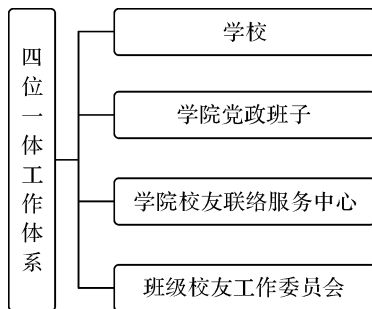 四位一体工作体系
学校
学院党政班子
学院校友联络服务中心
班级校友工作委员会